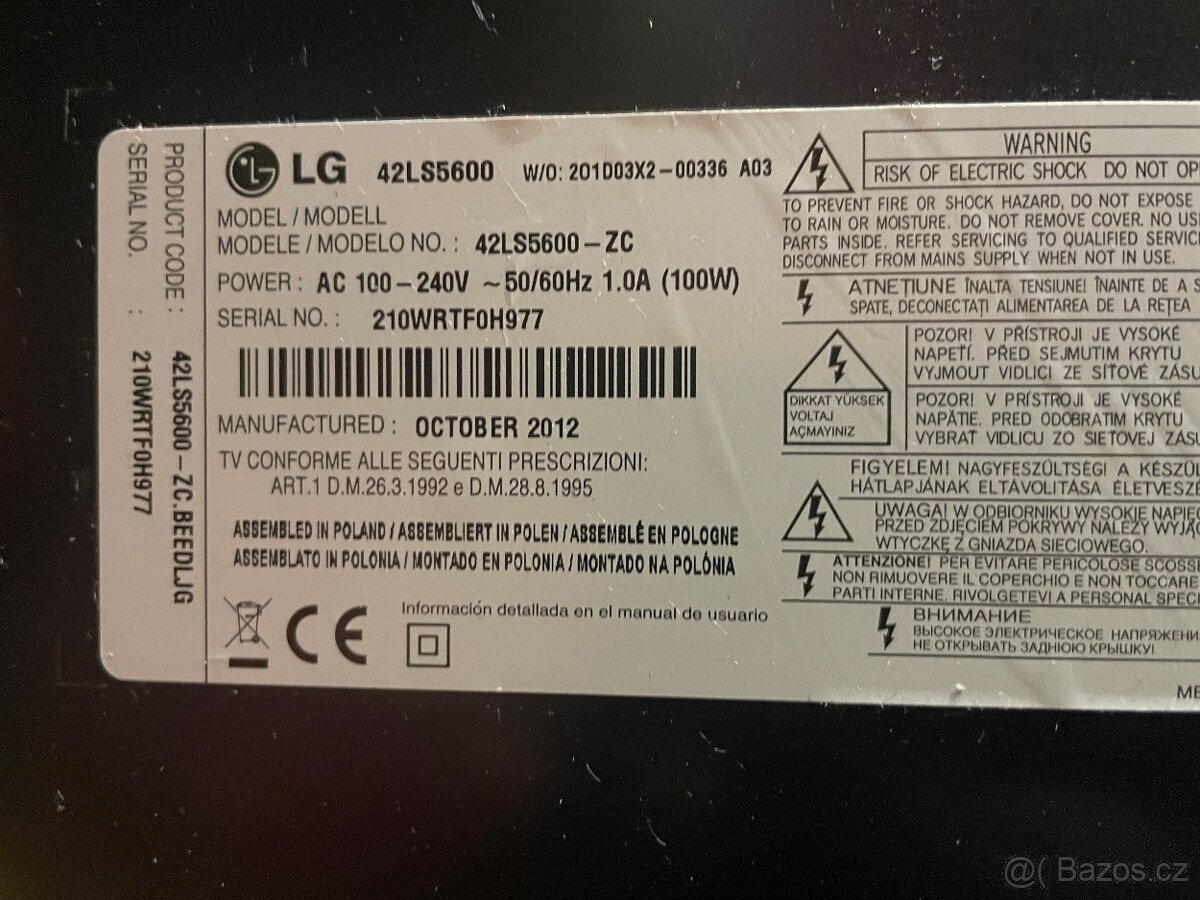 PRODUCT CODE : 42LS5600-ZC.BEEDLJG
SERIAL NO. : 210WRTF0H977
LG 42LS5600 W/O: 201D03X2-00336 A03
MODEL / MODELL
MODELE / MODELO NO. : 42LS5600-ZC
POWER : AC 100-240V ~50/60Hz 1.0A (100W)
SERIAL NO. : 210WRTF0H977
MANUFACTURED : OCTOBER 2012
TV CONFORME ALLE SEGUENTI PRESCRIZIONI:
ART.1 D.M.26.3.1992 e D.M.28.8.1995
ASSEMBLED IN POLAND / ASSEMBLIERT IN POLEN / ASSEMBLÉ EN POLOGNE
ASSEMBLATO IN POLONIA / MONTADO EN POLONIA / MONTADO NA POLÓNIA
CE
Información detallada en el manual de usuario
WARNING
RISK OF ELECTRIC SHOCK DO NOT
TO PREVENT FIRE OR SHOCK HAZARD, DO NOT EXPOSE
TO RAIN OR MOISTURE. DO NOT REMOVE COVER. NO
PARTS INSIDE. REFER SERVICING TO QUALIFIED
DISCONNECT FROM MAINS SUPPLY WHEN NOT IN USE.
ATNEȚIUNE ÎNALTA TENSIUNE! ÎNAINTE DE A
SPATE, DECONECTAȚI ALIMENTAREA DE LA REȚEA
POZOR! V PŘÍSTROJI JE VYSOKÉ
NAPETÍ. PŘED SEJMUTIM KRYTU
VYJMOUT VIDLICI ZE SÍŤOVÉ
DIKKAT YÜKSEK
VOLTAJ
AÇMAYINIZ
POZOR! V PRÍSTROJI JE VYSOKÉ
NAPÁTIE. PRED ODOBRATIM KRYTU
VYBRAŤ VIDLICU ZO SIEŤOVEJ
FIGYELEM! NAGYFESZÜLTSÉGI A
HÁTLAPJÁNAK ELTÁVOLITÁSA
UWAGA! W ODBIORNIKU WYSOKIE
PRZED ZDJĘCIEM POKRYWY NALEŻY
WTYCZKĘ Z GNIAZDA SIECIOWEGO.
ATTENZIONE! PER EVITARE PERICOLOSE
NON RIMUOVERE IL COPERCHIO E NON TOCCARE
PARTI INTERNE, RIVOLGETEVI A PERSONAL
ВНИМАНИЕ
ВЫСОКОЕ ЭЛЕКТРИЧЕСКОЕ
НЕ ОТКРЫВАТЬ ЗАДНЮЮ КРЫШКУ!
@( Bazos.cz